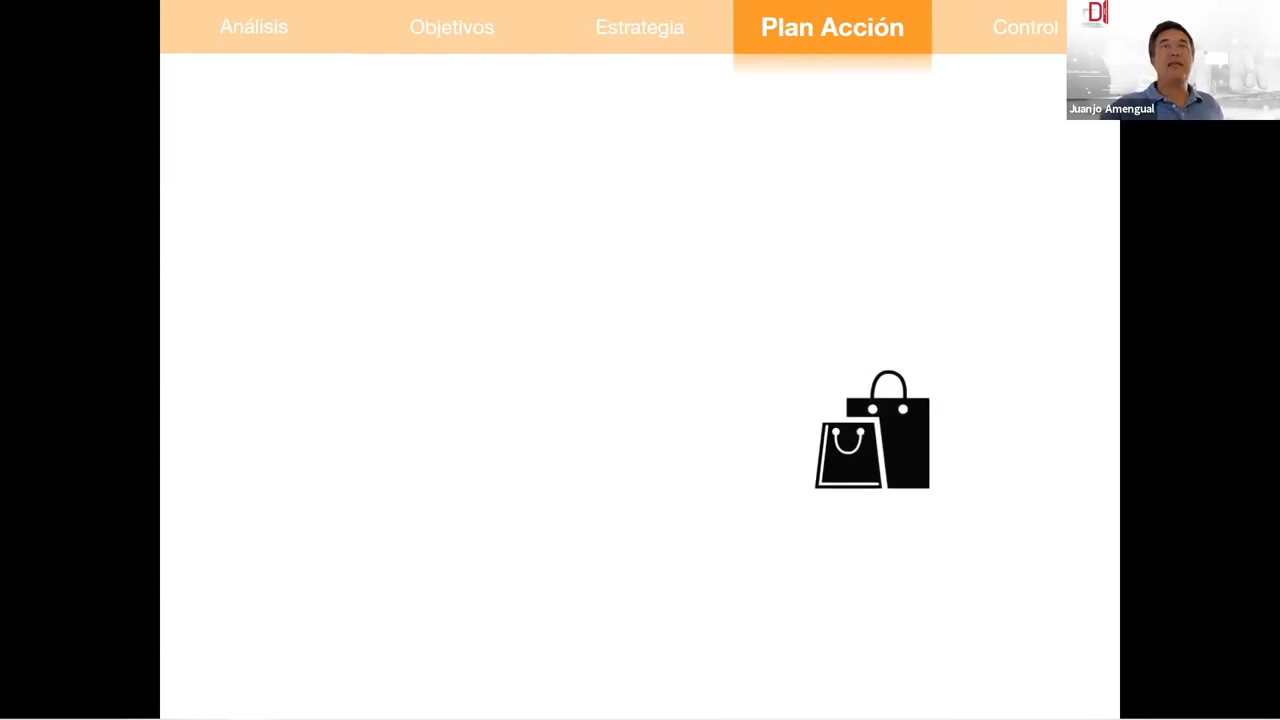 Análisis
Objetivos
Estrategia
Plan Acción
Control
D
Juanjo Amengual